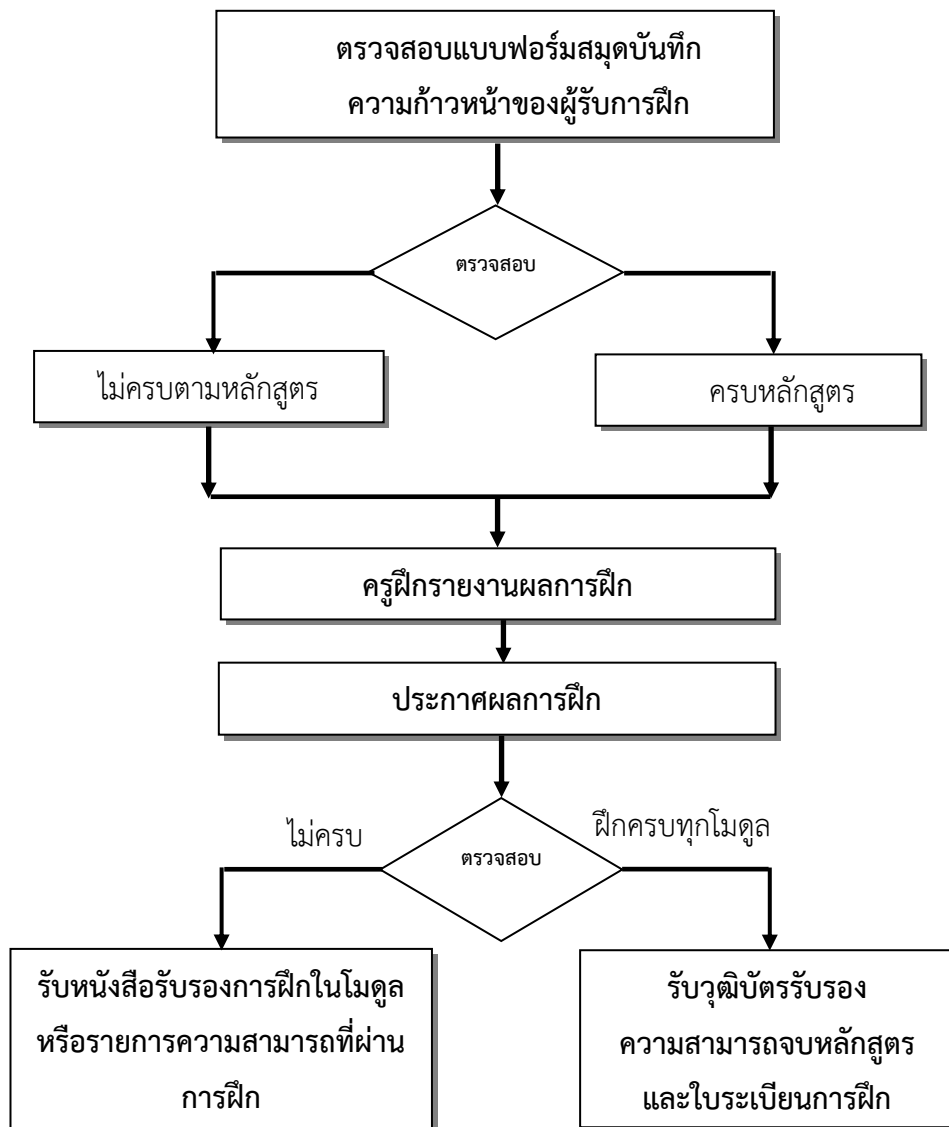 ตรวจสอบแบบฟอร์มสมุดบันทึก
ความก้าวหน้าของผู้รับการฝึก
ตรวจสอบ
ไม่ครบตามหลักสูตร
ครบหลักสูตร
ครูฝึกรายงานผลการฝึก
ประกาศผลการฝึก
ไม่ครบ
ฝึกครบทุกโมดูล
ตรวจสอบ
รับหนังสือรับรองการฝึกในโมดูล
หรือรายการความสามารถที่ผ่าน
การฝึก
รับวุฒิบัตรรับรอง
ความสามารถจบหลักสูตร
และใบระเบียนการฝึก